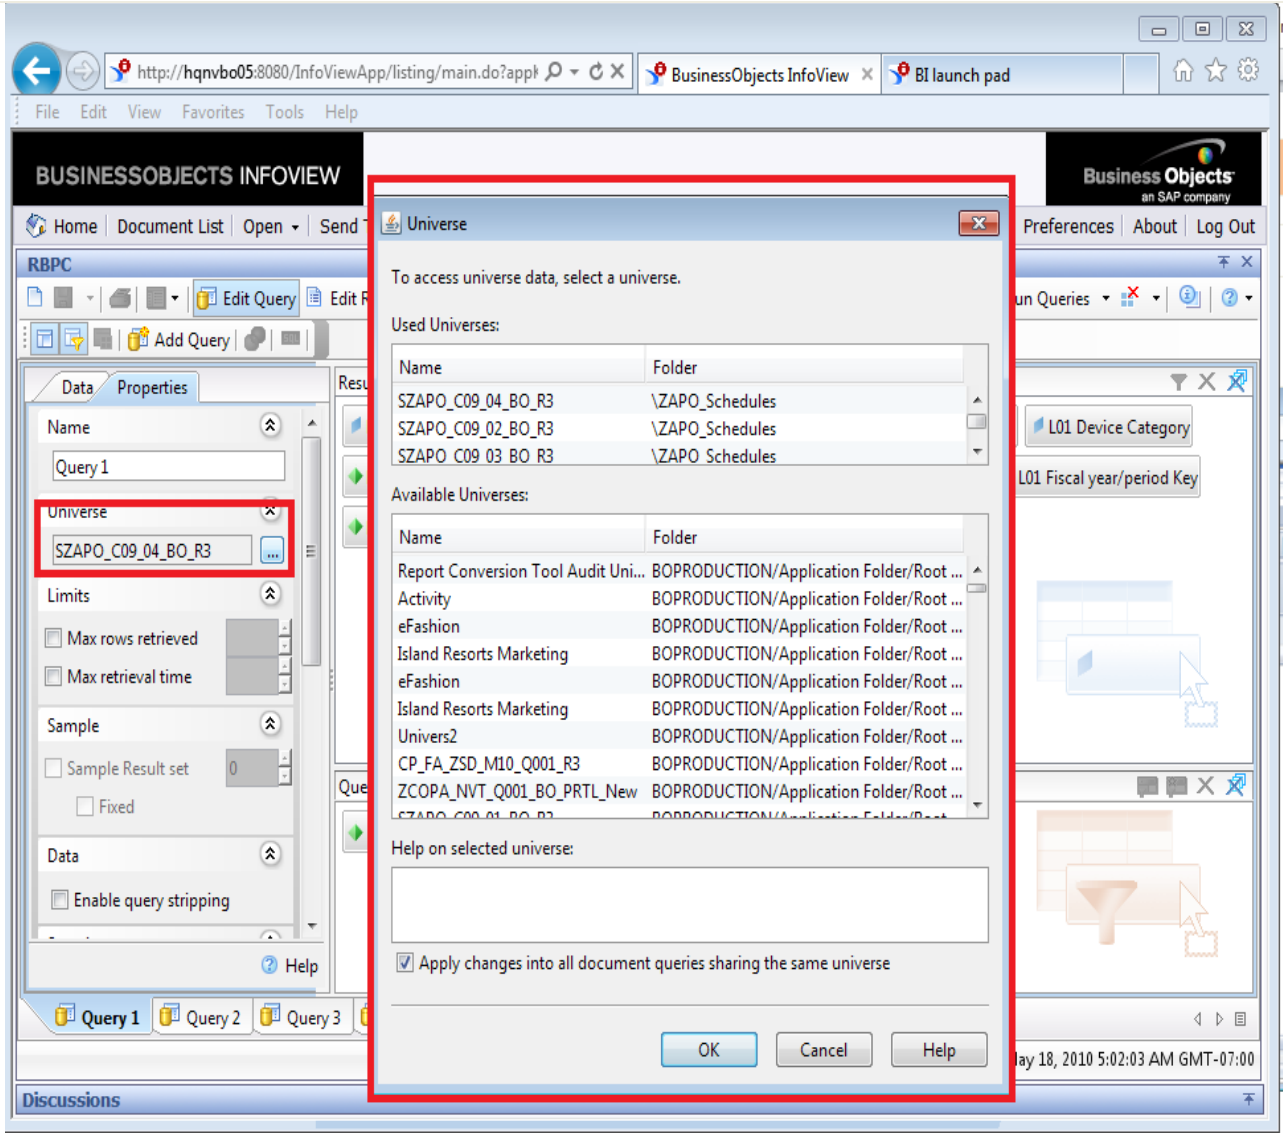 http://hqnvbo05:8080/InfoViewApp/listing/main.do?appK
BusinessObjects InfoView
BI launch pad
File Edit View Favorites Tools Help
BUSINESSOBJECTS INFOVIEW
Business Objects
an SAP company
Home Document List Open Send Preferences About Log Out
RBPC
Edit Query Edit un Queries
Add Query
Data Properties
Name
Query 1
Universe
SZAPO_C09_04_BO_R3
...
Limits
Max rows retrieved
Max retrieval time
Sample
Sample Result set 0
Fixed
Data
Enable query stripping
Help
Resu
L01 Device Category
L01 Fiscal year/period Key
Que
Universe
To access universe data, select a universe.
Used Universes:
Name Folder
SZAPO_C09_04_BO_R3 \ZAPO_Schedules
SZAPO_C09_02_BO_R3 \ZAPO_Schedules
SZAPO_C09_03_BO_R3 \ZAPO_Schedules
Available Universes:
Name Folder
Report Conversion Tool Audit Uni... BOPRODUCTION/Application Folder/Root ...
Activity BOPRODUCTION/Application Folder/Root ...
eFashion BOPRODUCTION/Application Folder/Root ...
Island Resorts Marketing BOPRODUCTION/Application Folder/Root ...
eFashion BOPRODUCTION/Application Folder/Root ...
Island Resorts Marketing BOPRODUCTION/Application Folder/Root ...
Univers2 BOPRODUCTION/Application Folder/Root ...
CP_FA_ZSD_M10_Q001_R3 BOPRODUCTION/Application Folder/Root ...
ZCOPA_NVT_Q001_BO_PRTL_New BOPRODUCTION/Application Folder/Root ...
Help on selected universe:
Apply changes into all document queries sharing the same universe
OK Cancel Help
Query 1 Query 2 Query 3
ay 18, 2010 5:02:03 AM GMT-07:00
Discussions